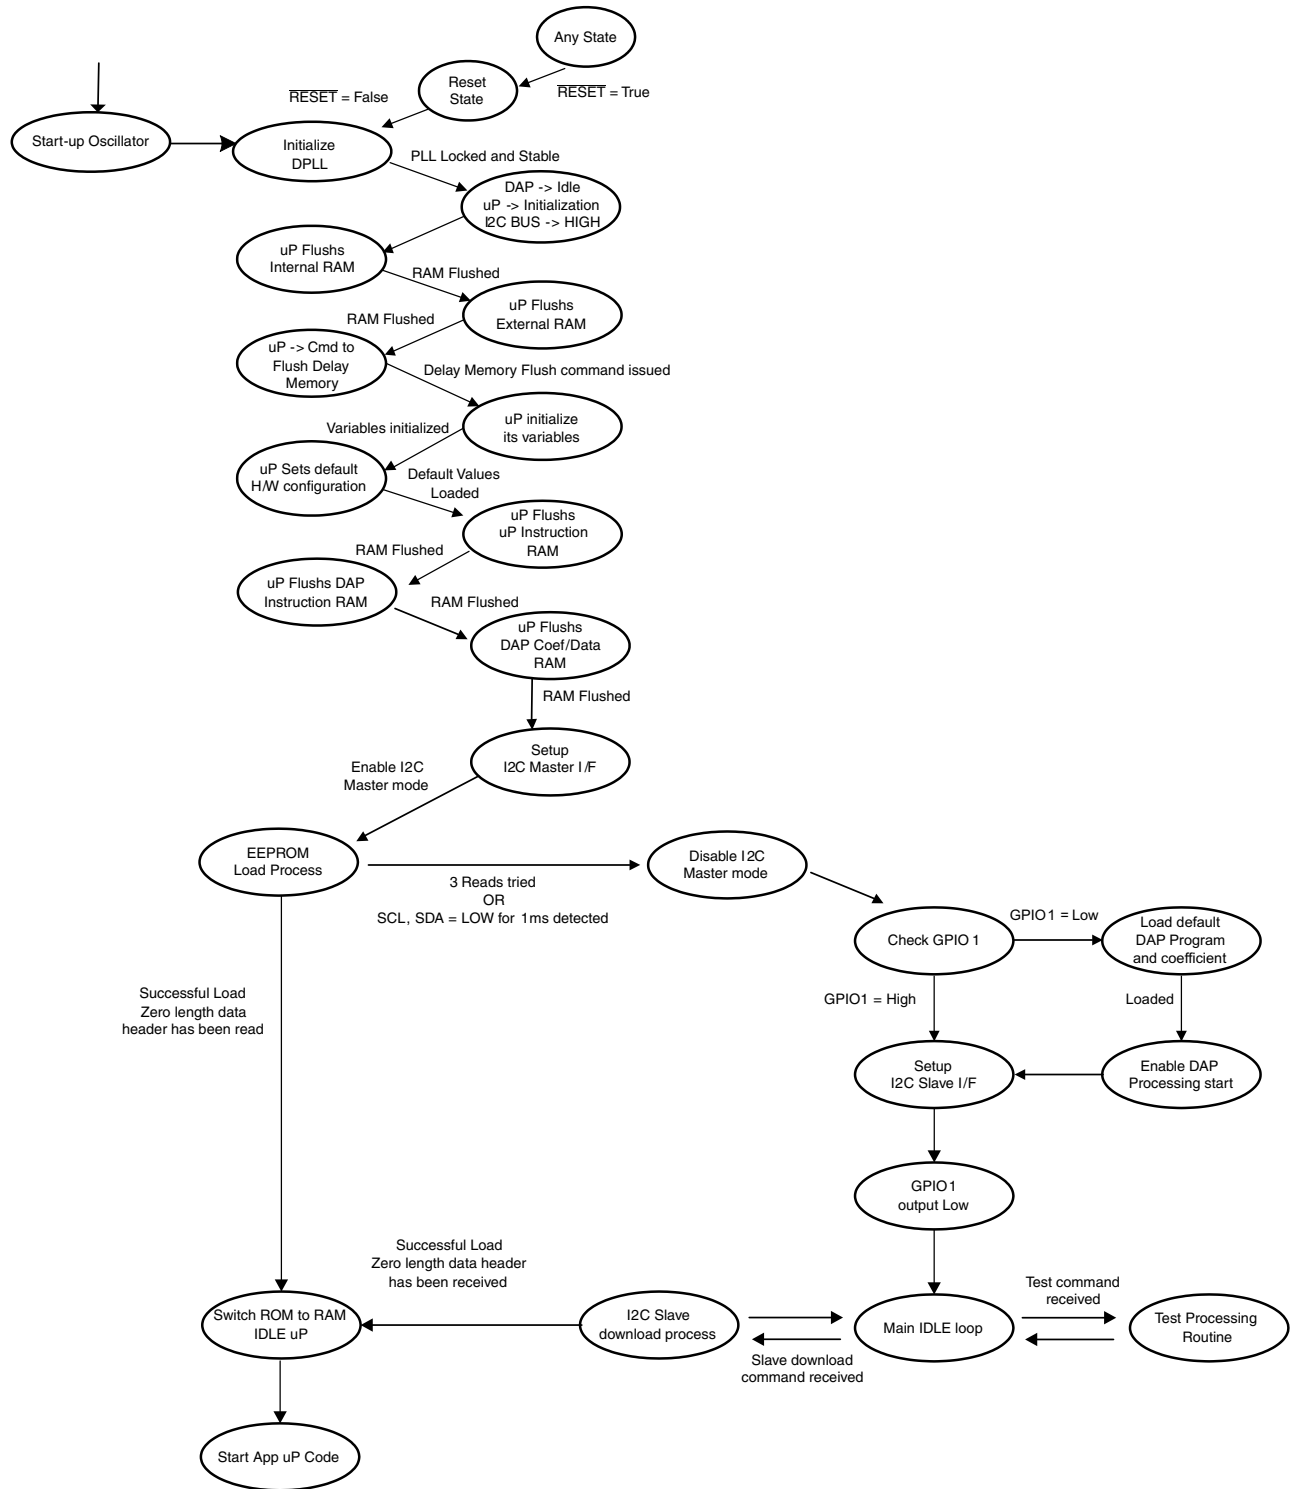 Any State
Reset
State
RESET = False
RESET = True
Start-up Oscillator
Initialize
DPLL
PLL Locked and Stable
DAP -> Idle
uP -> Initialization
I2C BUS -> HIGH
uP Flushs
Internal RAM
RAM Flushed
uP Flushs
External RAM
RAM Flushed
uP -> Cmd to
Flush Delay
Memory
Delay Memory Flush command issued
uP initialize
its variables
Variables initialized
uP Sets default
H/W configuration
Default Values
Loaded
uP Flushs
uP Instruction
RAM
RAM Flushed
uP Flushs DAP
Instruction RAM
RAM Flushed
uP Flushs
DAP Coef/Data
RAM
RAM Flushed
Setup
I2C Master I/F
Enable I2C
Master mode
EEPROM
Load Process
3 Reads tried
OR
SCL, SDA = LOW for 1ms detected
Disable I2C
Master mode
Check GPIO1
GPIO1 = Low
Load default
DAP Program
and coefficient
GPIO1 = High
Loaded
Successful Load
Zero length data
header has been read
Setup
I2C Slave I/F
Enable DAP
Processing start
GPIO1
output Low
Successful Load
Zero length data header
has been received
Switch ROM to RAM
IDLE uP
I2C Slave
download process
Slave download
command received
Main IDLE loop
Test command
received
Test Processing
Routine
Start App uP Code